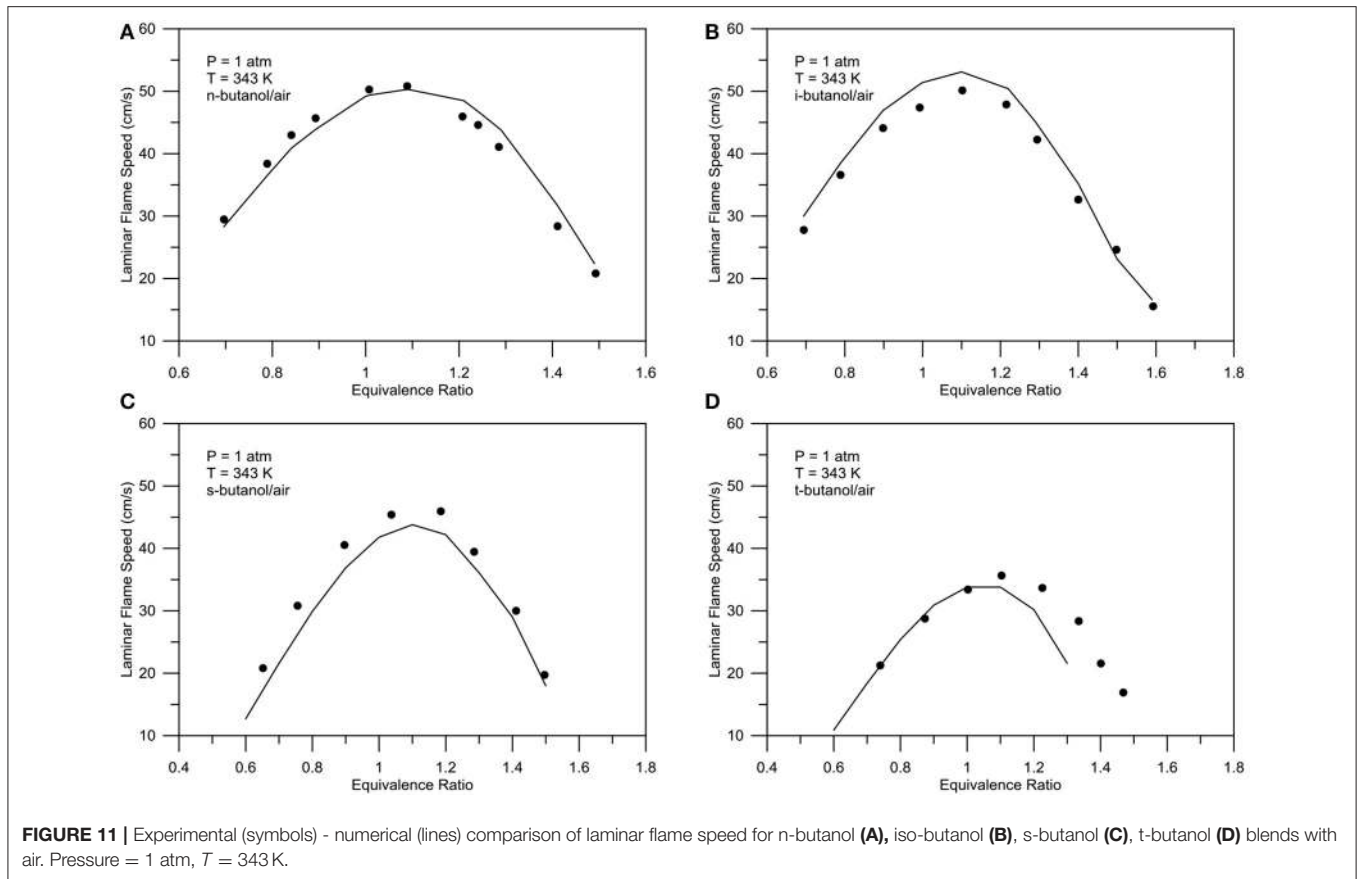 A
P = 1 atm
T = 343 K
n-butanol/air
Laminar Flame Speed (cm/s)
60
50
40
30
20
10
0.6
0.8
1
1.2
1.4
1.6
Equivalence Ratio
B
P = 1 atm
T = 343 K
i-butanol/air
Laminar Flame Speed (cm/s)
60
50
40
30
20
10
0.6
0.8
1
1.2
1.4
1.6
1.8
Equivalence Ratio
C
P = 1 atm
T = 343 K
s-butanol/air
Laminar Flame Speed (cm/s)
60
50
40
30
20
10
0.4
0.6
0.8
1
1.2
1.4
1.6
1.8
Equivalence Ratio
D
P = 1 atm
T = 343 K
t-butanol/air
Laminar Flame Speed (cm/s)
60
50
40
30
20
10
0.4
0.6
0.8
1
1.2
1.4
1.6
1.8
Equivalence Ratio
FIGURE 11 | Experimental (symbols) - numerical (lines) comparison of laminar flame speed for n-butanol (A), iso-butanol (B), s-butanol (C), t-butanol (D) blends with
air. Pressure = 1 atm, T = 343 K.